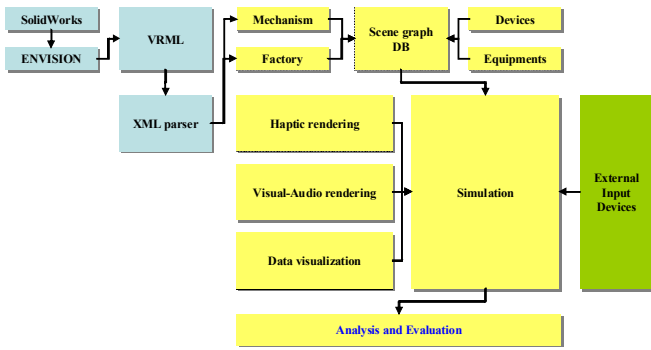 SolidWorks
ENVISION
VRML
XML parser
Mechanism
Factory
Scene graph
DB
Devices
Equipments
Haptic rendering
Visual-Audio rendering
Data visualization
Simulation
External
Input
Devices
Analysis and Evaluation